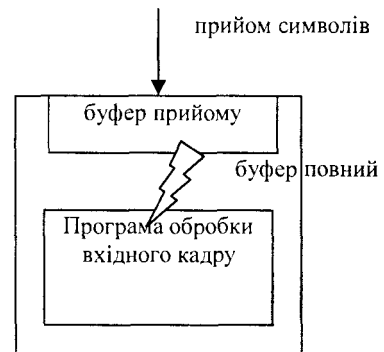 прийом символів
буфер прийому
буфер повний
Програма обробки
вхідного кадру